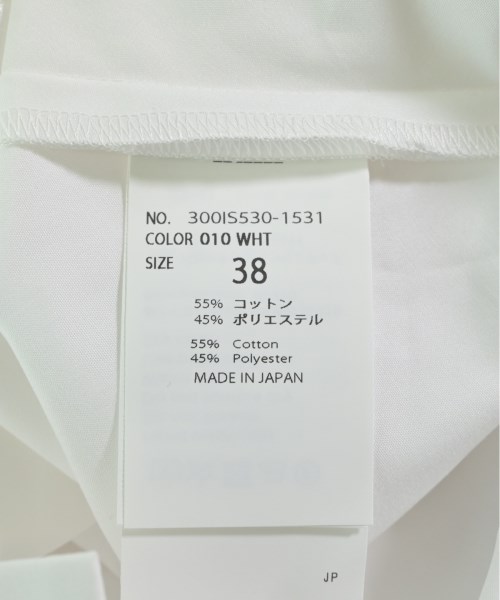 NO. 300IS530-1531
COLOR 010 WHT
SIZE 38
55% コットン
45% ポリエステル
55% Cotton
45% Polyester
MADE IN JAPAN
JP